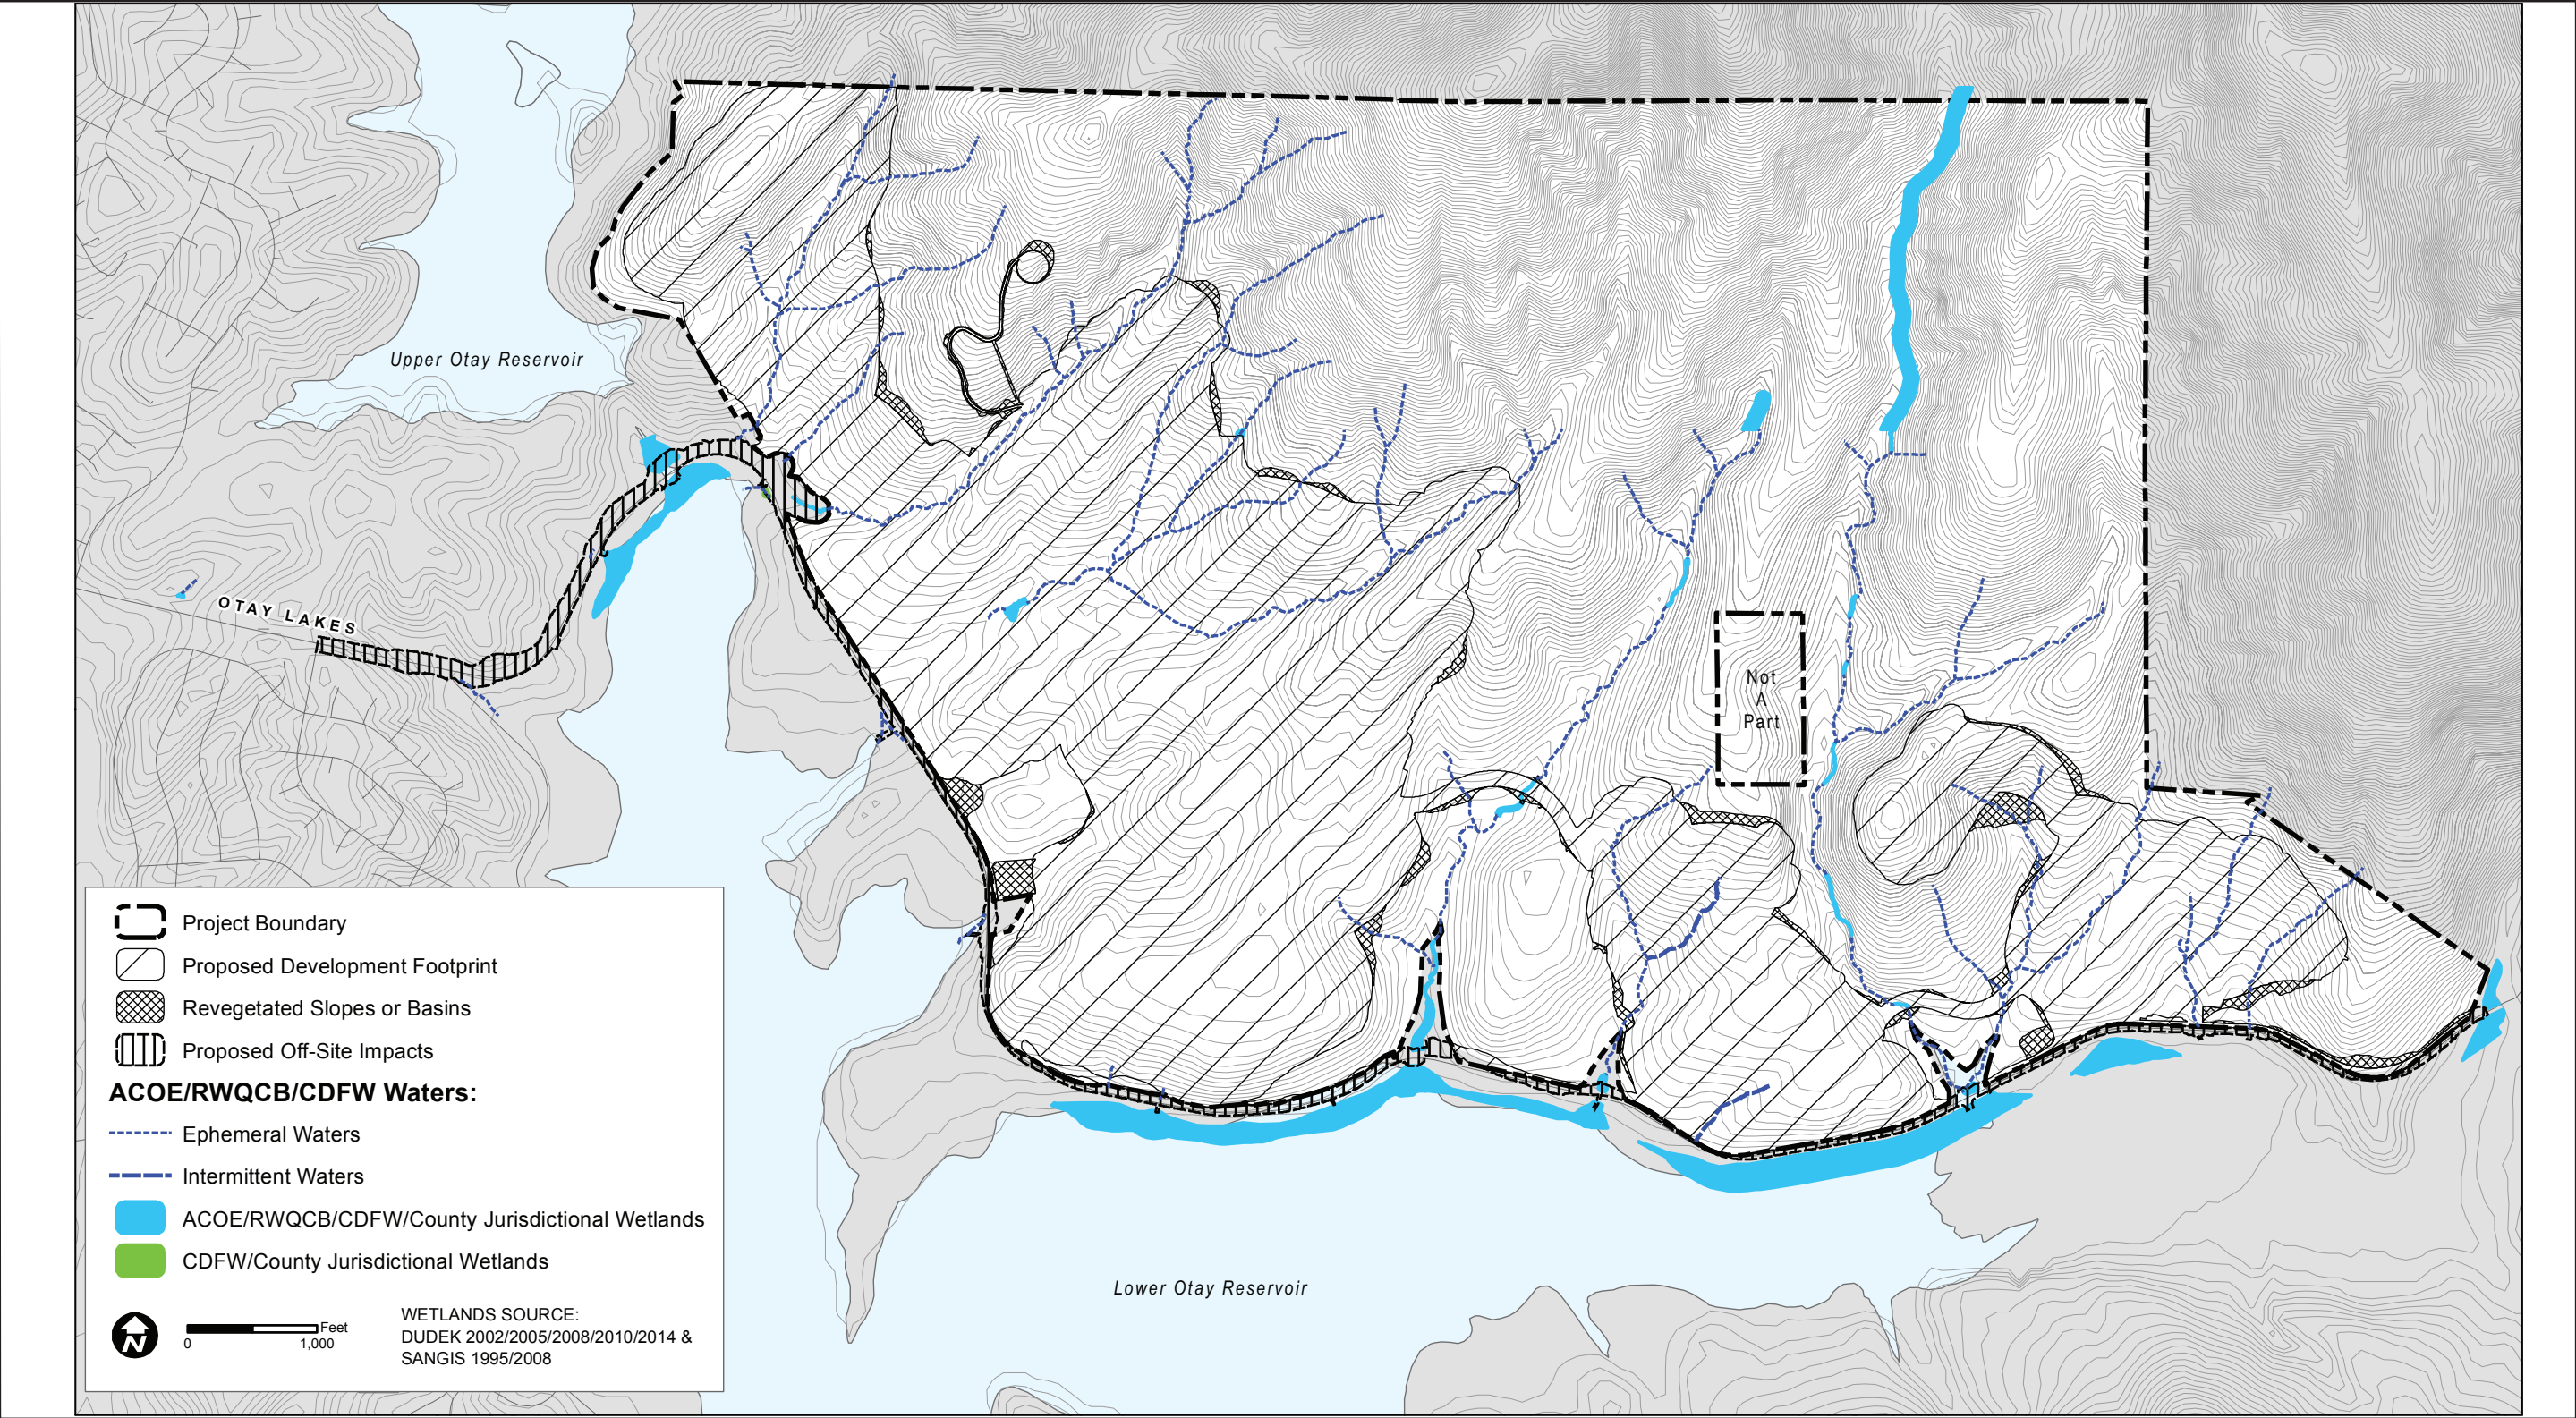 Upper Otay Reservoir
OTAY LAKES
Not
A
Part
Project Boundary
Proposed Development Footprint
Revegetated Slopes or Basins
Proposed Off-Site Impacts
ACOE/RWQCB/CDFW Waters:
Ephemeral Waters
Intermittent Waters
ACOE/RWQCB/CDFW/County Jurisdictional Wetlands
CDFW/County Jurisdictional Wetlands
N
Feet
0 1,000
WETLANDS SOURCE:
DUDEK 2002/2005/2008/2010/2014 &
SANGIS 1995/2008
Lower Otay Reservoir